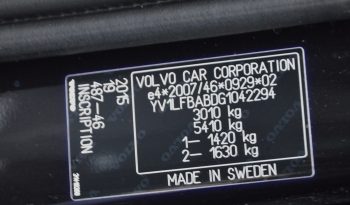 VOLVO CAR CORPORATION
e4*2007/46*0929*02
YV1LFBABDG1042294
3010 kg
5410 kg
1- 1420 kg
2- 1630 kg
MADE IN SWEDEN
2015
19
497-46
INSCRIPTION